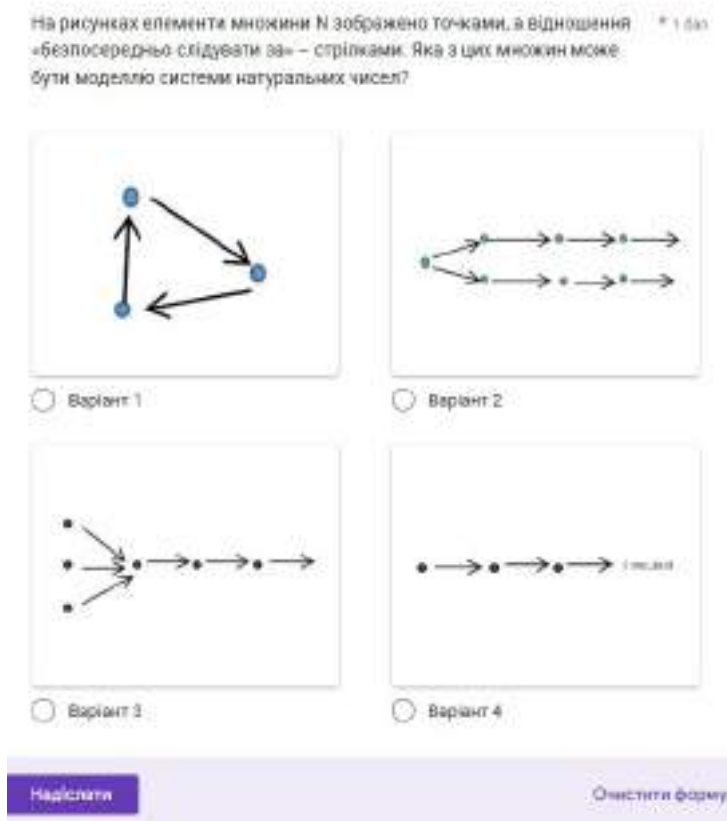 На рисунках елементи множини N зображено точками, а відношення
«безпосередньо слідувати за» – стрілками. Яка з цих множин може
бути моделлю системи натуральних чисел?
* 1 бал
Варіант 1
Варіант 2
і т.д.
Варіант 3
Варіант 4
Надіслати
Очистити форму